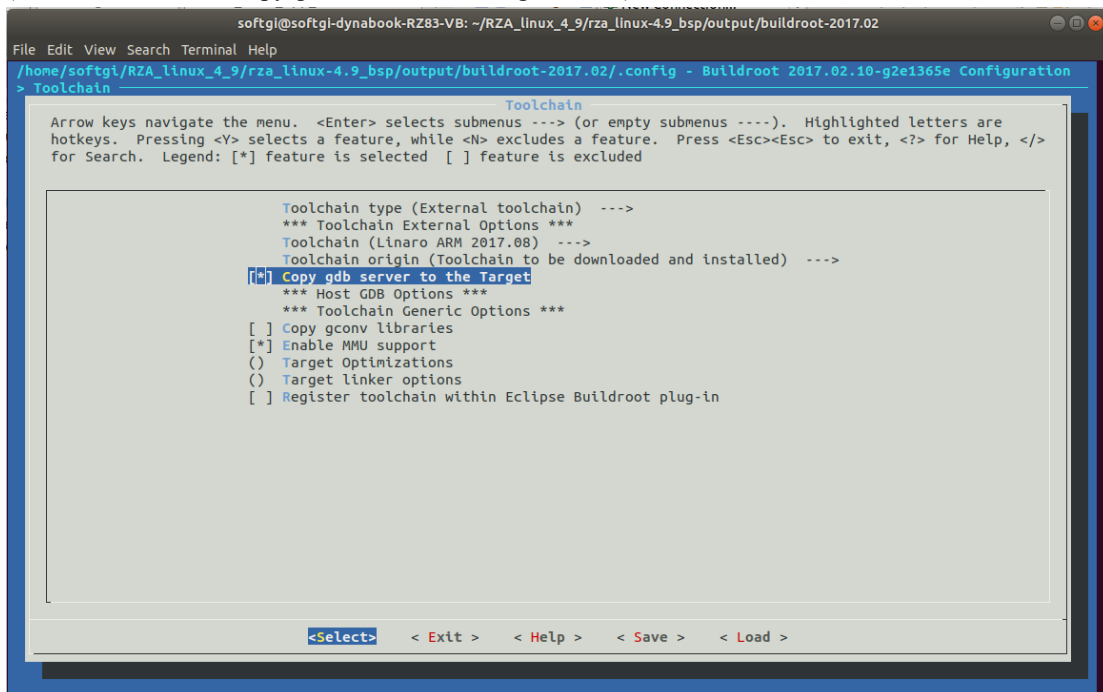 softgi@softgi-dynabook-RZ83-VB: ~/RZA_linux_4_9/rza_linux-4.9_bsp/output/buildroot-2017.02
File Edit View Search Terminal Help
/home/softgi/RZA_linux_4_9/rza_linux-4.9_bsp/output/buildroot-2017.02/.config - Buildroot 2017.02.10-g2e1365e Configuration
> Toolchain
Toolchain
Arrow keys navigate the menu. <Enter> selects submenus ---> (or empty submenus ----). Highlighted letters are
hotkeys. Pressing <Y> selects a feature, while <N> excludes a feature. Press <Esc><Esc> to exit, <?> for Help, </>
for Search. Legend: [*] feature is selected [ ] feature is excluded
Toolchain type (External toolchain) --->
*** Toolchain External Options ***
Toolchain (Linaro ARM 2017.08) --->
Toolchain origin (Toolchain to be downloaded and installed) --->
[*] Copy gdb server to the Target
*** Host GDB Options ***
*** Toolchain Generic Options ***
[ ] Copy gconv libraries
[*] Enable MMU support
() Target Optimizations
() Target linker options
[ ] Register toolchain within Eclipse Buildroot plug-in
<Select> < Exit > < Help > < Save > < Load >